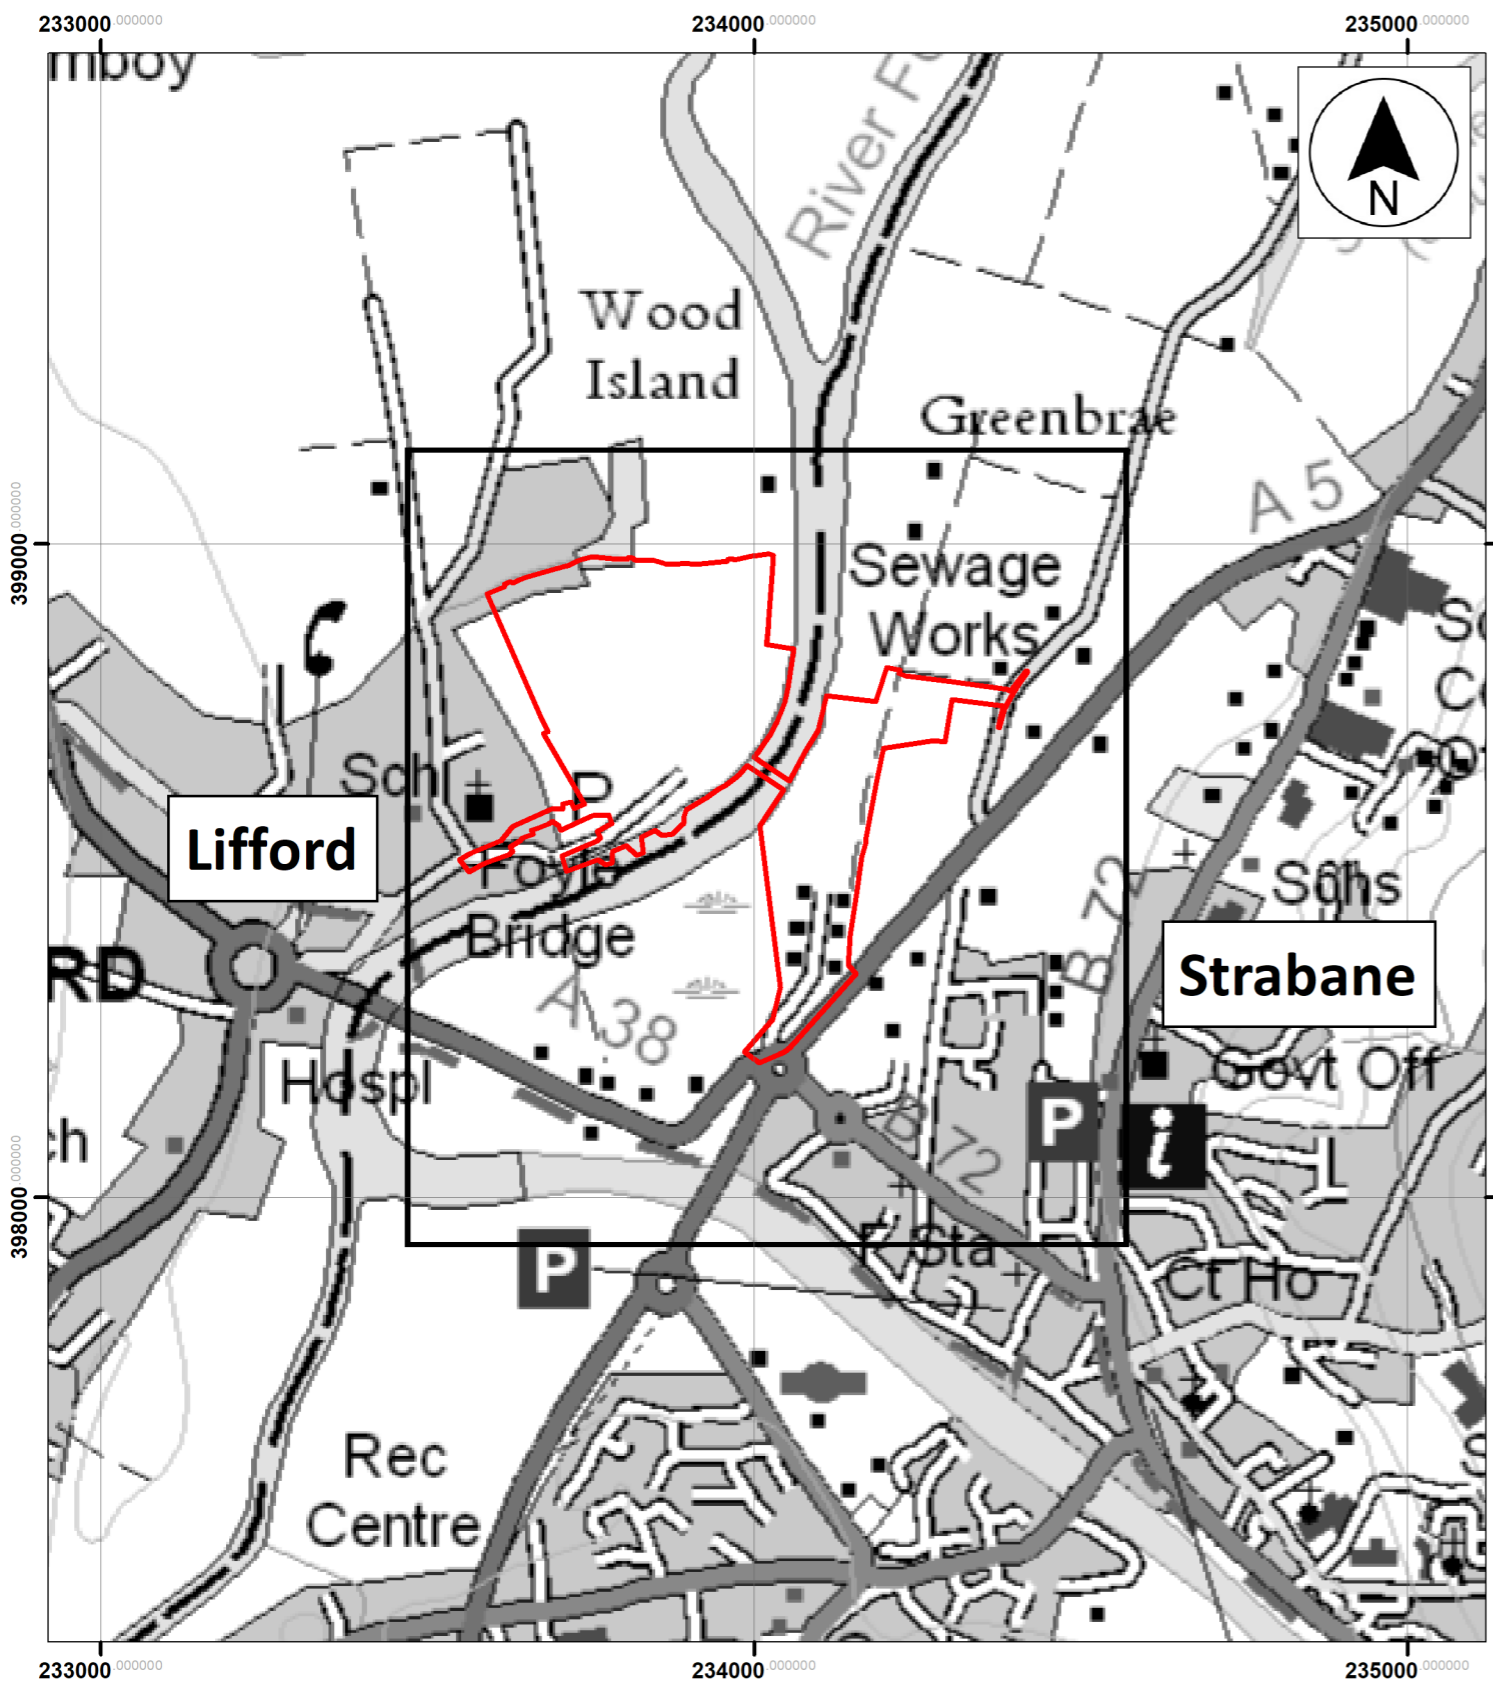 233000.000000 234000.000000 235000.000000
mboy
River Fo
N
Wood
Island
Greenbrae
A 5
399000.000000
Sewage
Works
Schl
P
Lifford
Foyle
Bridge
B 72
Schs
Strabane
RD
A 38
Hospl
Govt Off
P
i
B 72
ch
398000.000000
F Sta
P
Ct Ho
Rec
Centre
233000.000000 234000.000000 235000.000000